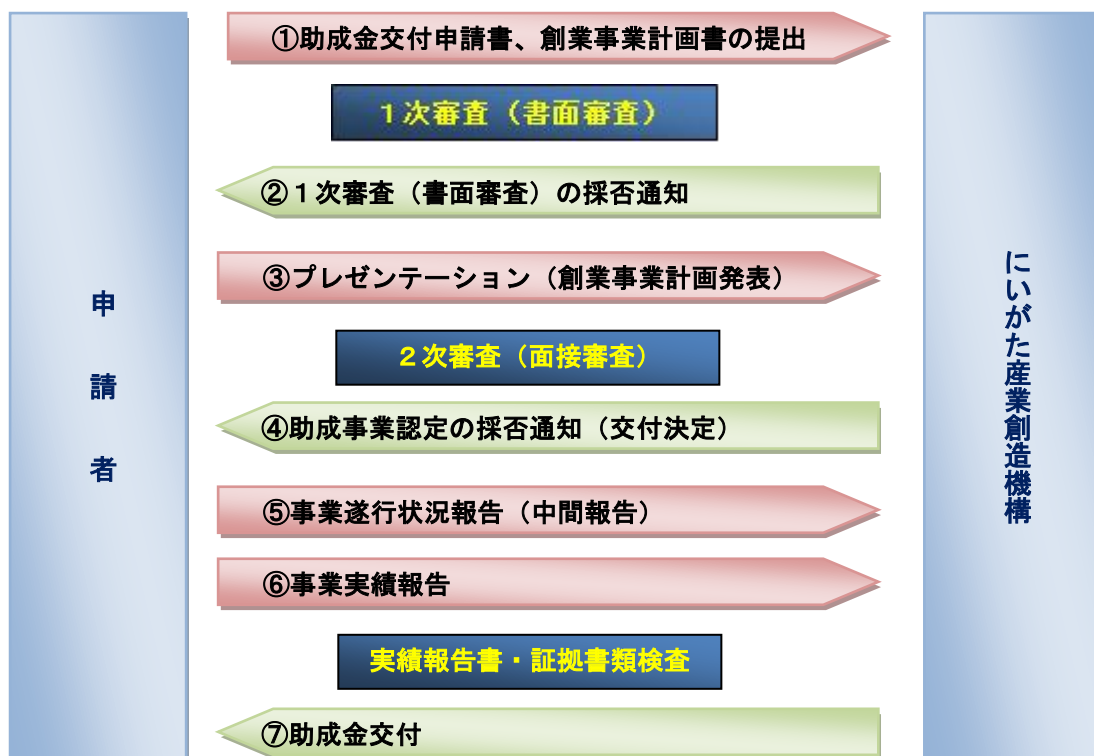 ①助成金交付申請書、創業事業計画書の提出
１次審査（書面審査）
②１次審査（書面審査）の採否通知
③プレゼンテーション（創業事業計画発表）
２次審査（面接審査）
④助成事業認定の採否通知（交付決定）
⑤事業遂行状況報告（中間報告）
⑥事業実績報告
実績報告書・証拠書類検査
⑦助成金交付
申請者
にいがた産業創造機構